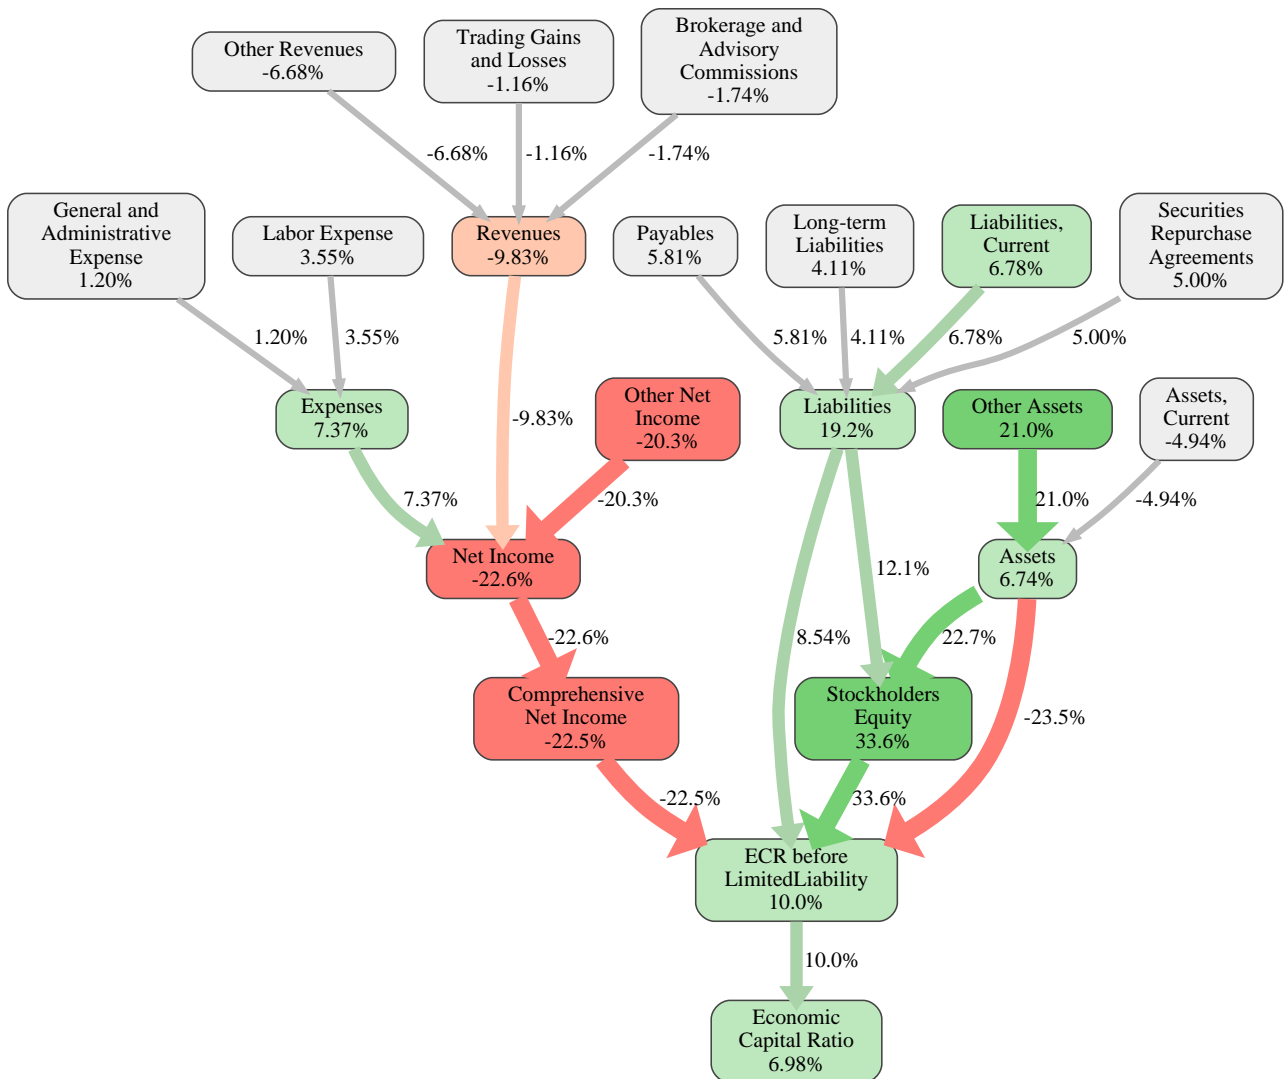 Other Revenues
-6.68%
Trading Gains
and Losses
-1.16%
Brokerage and
Advisory
Commissions
-1.74%
-6.68%
-1.16%
-1.74%
General and
Administrative
Expense
1.20%
Labor Expense
3.55%
Revenues
-9.83%
Payables
5.81%
Long-term
Liabilities
4.11%
Liabilities,
Current
6.78%
Securities
Repurchase
Agreements
5.00%
1.20%
3.55%
-9.83%
5.81%
4.11%
6.78%
5.00%
Expenses
7.37%
Other Net
Income
-20.3%
Liabilities
19.2%
Other Assets
21.0%
Assets,
Current
-4.94%
7.37%
-20.3%
21.0%
-4.94%
Net Income
-22.6%
Assets
6.74%
12.1%
-22.6%
8.54%
22.7%
-23.5%
Comprehensive
Net Income
-22.5%
Stockholders
Equity
33.6%
-22.5%
33.6%
ECR before
LimitedLiability
10.0%
10.0%
Economic
Capital Ratio
6.98%